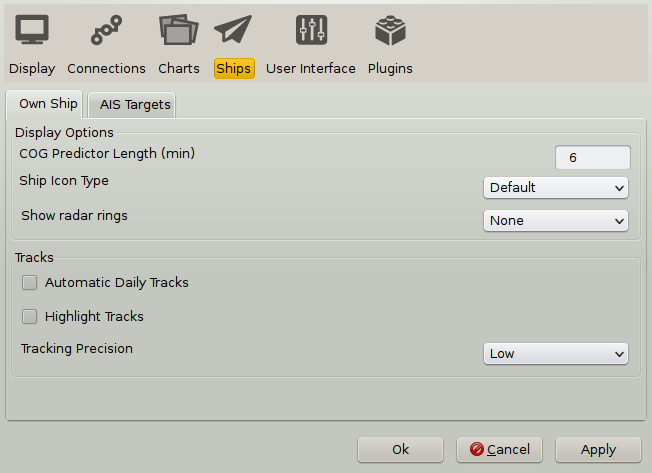 Display Connections Charts Ships User Interface Plugins
Own Ship AIS Targets
Display Options
COG Predictor Length (min) 6
Ship Icon Type Default
Show radar rings None
Tracks
Automatic Daily Tracks
Highlight Tracks
Tracking Precision Low
Ok Cancel Apply